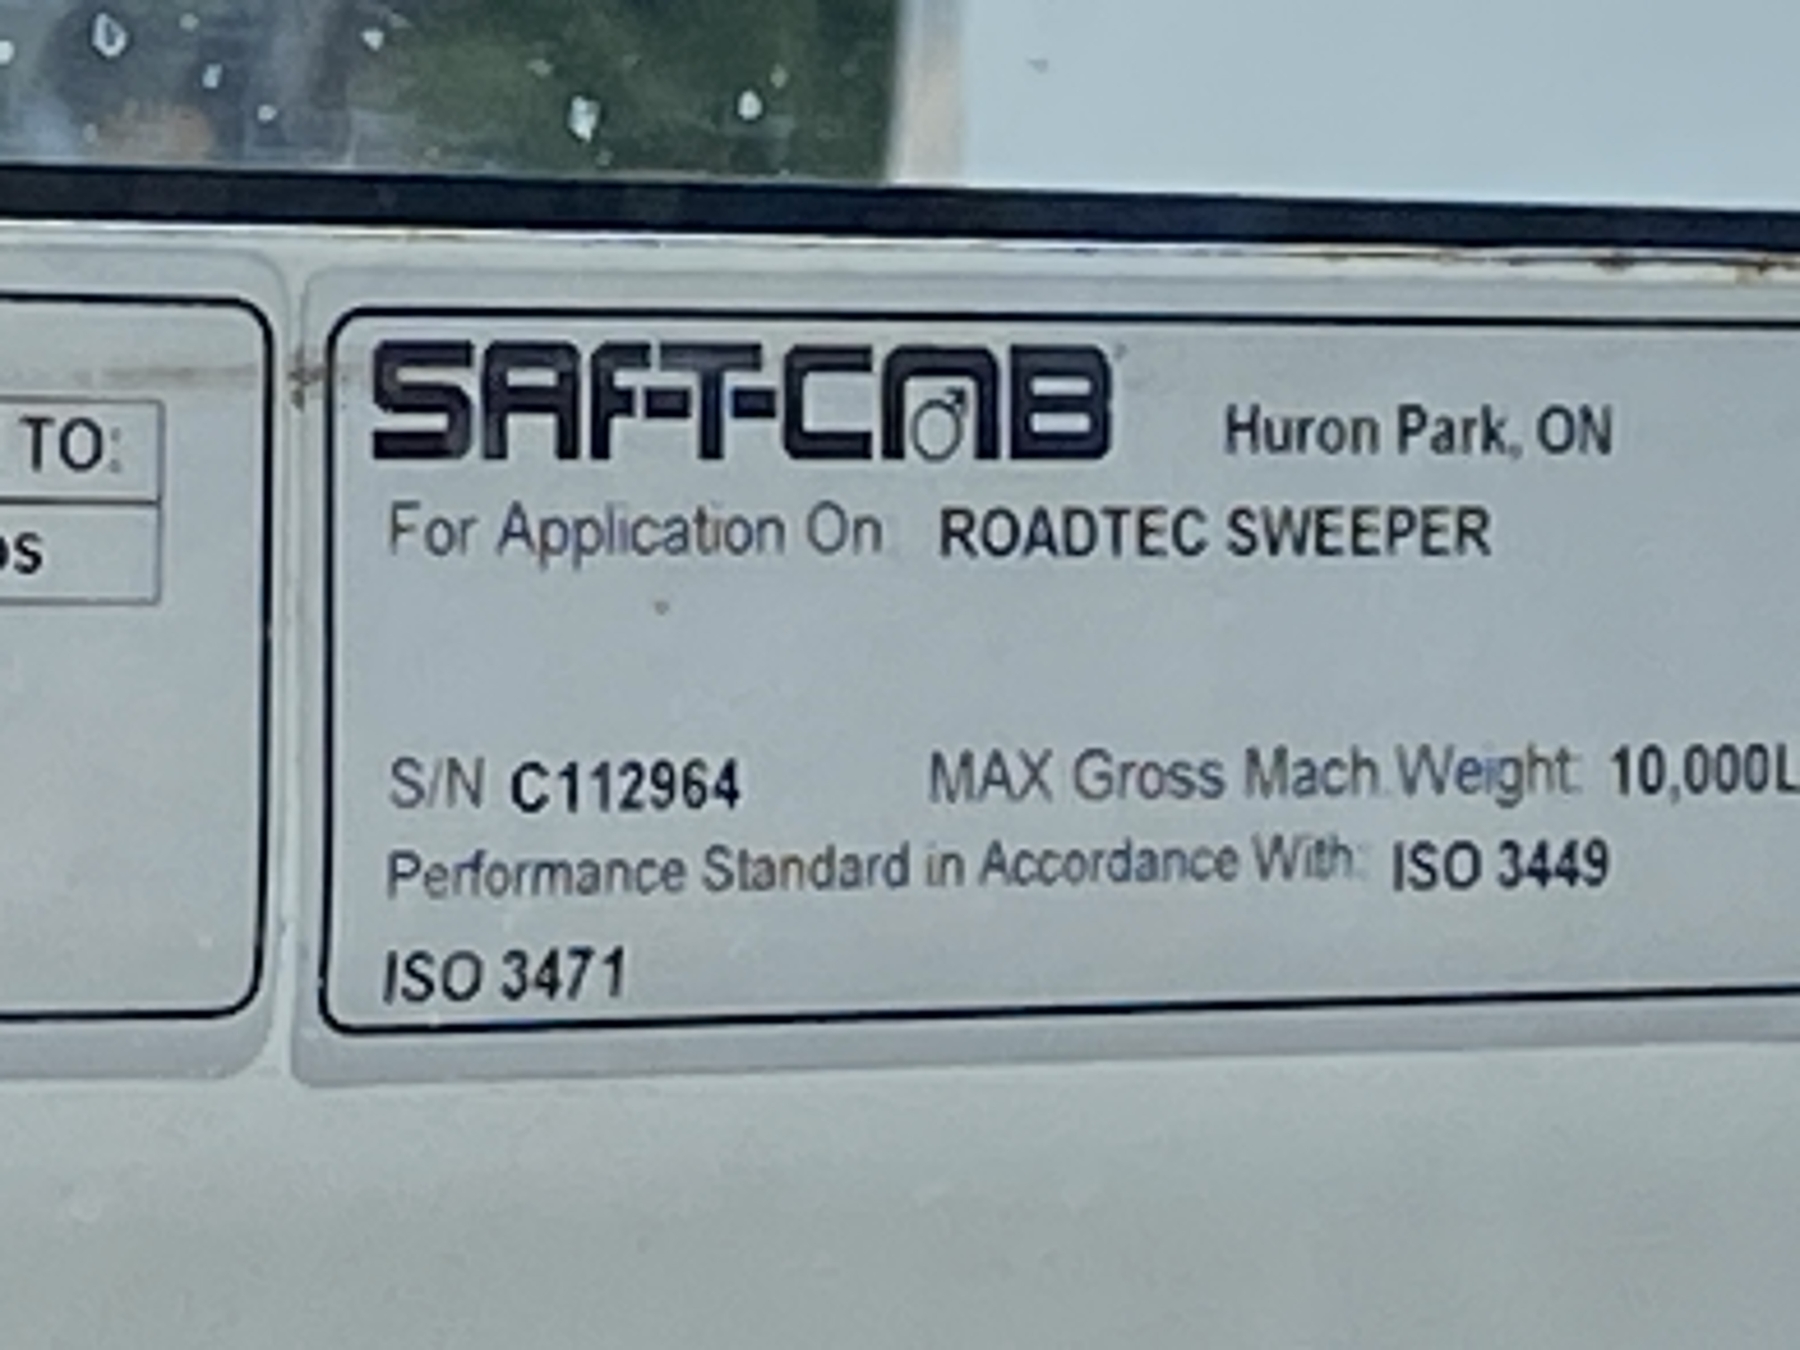 TO:
SAF-T-CAB Huron Park, ON
For Application On ROADTEC SWEEPER
S/N C112964 MAX Gross Mach. Weight: 10,000L
Performance Standard in Accordance With: ISO 3449
ISO 3471